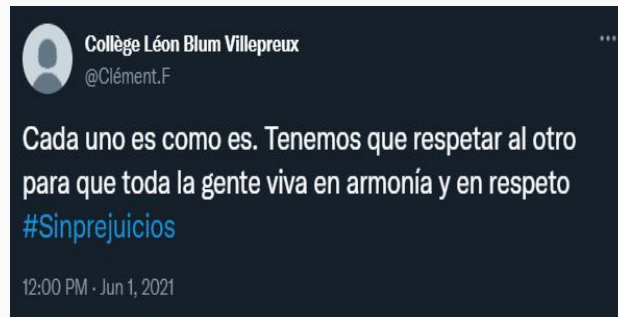 Collège Léon Blum Villepreux
@Clément.F
Cada uno es como es. Tenemos que respetar al otro
para que toda la gente viva en armonía y en respeto
#Sinprejuicios
12:00 PM · Jun 1, 2021